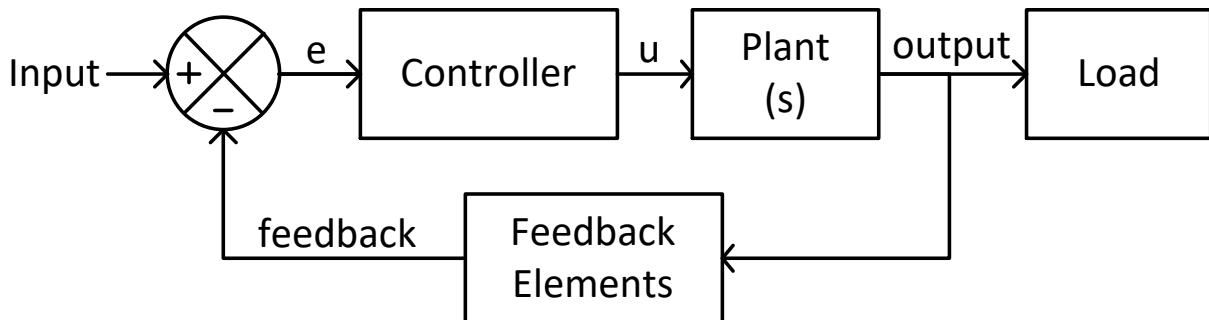 Input
+
−
e
Controller
u
Plant
(s)
output
Load
feedback
Feedback
Elements